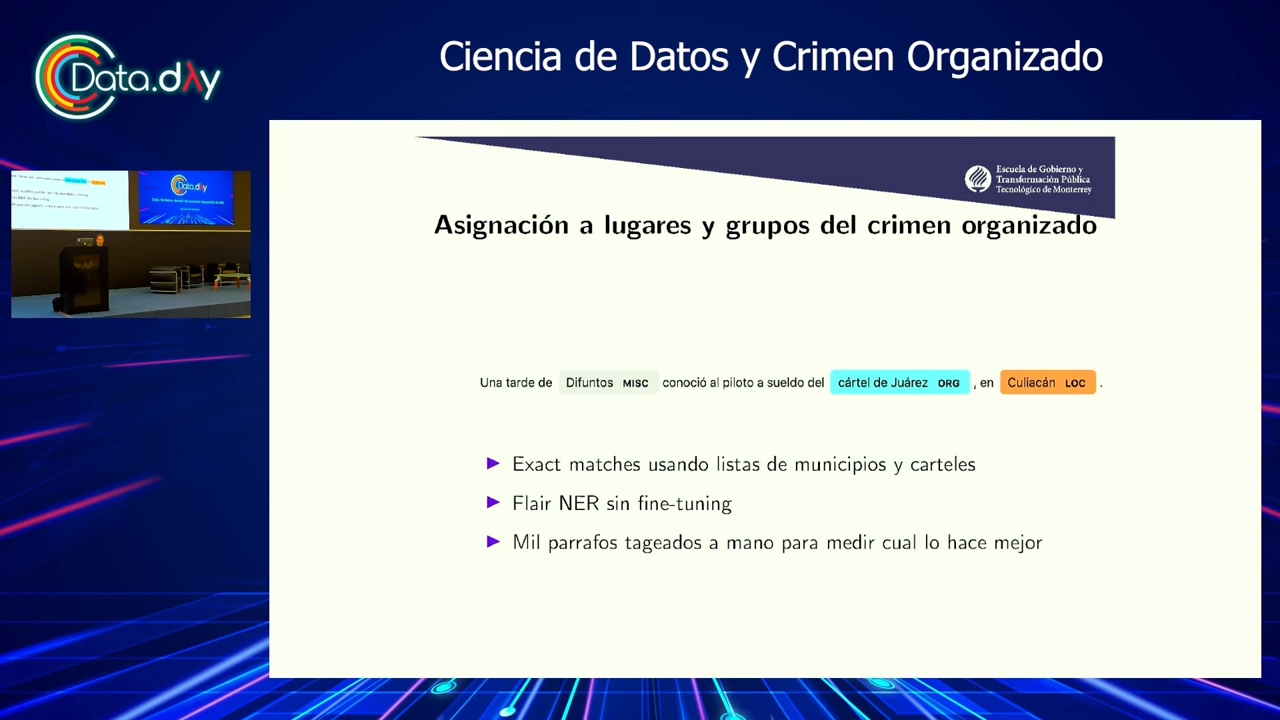 Data.dλy
Ciencia de Datos y Crimen Organizado
Escuela de Gobierno y
Transformación Pública
Tecnológico de Monterrey
Asignación a lugares y grupos del crimen organizado
Una tarde de Difuntos MISC conoció al piloto a sueldo del cártel de Juárez ORG , en Culiacán LOC .
Exact matches usando listas de municipios y carteles
Flair NER sin fine-tuning
Mil parrafos tageados a mano para medir cual lo hace mejor
Data.dλy